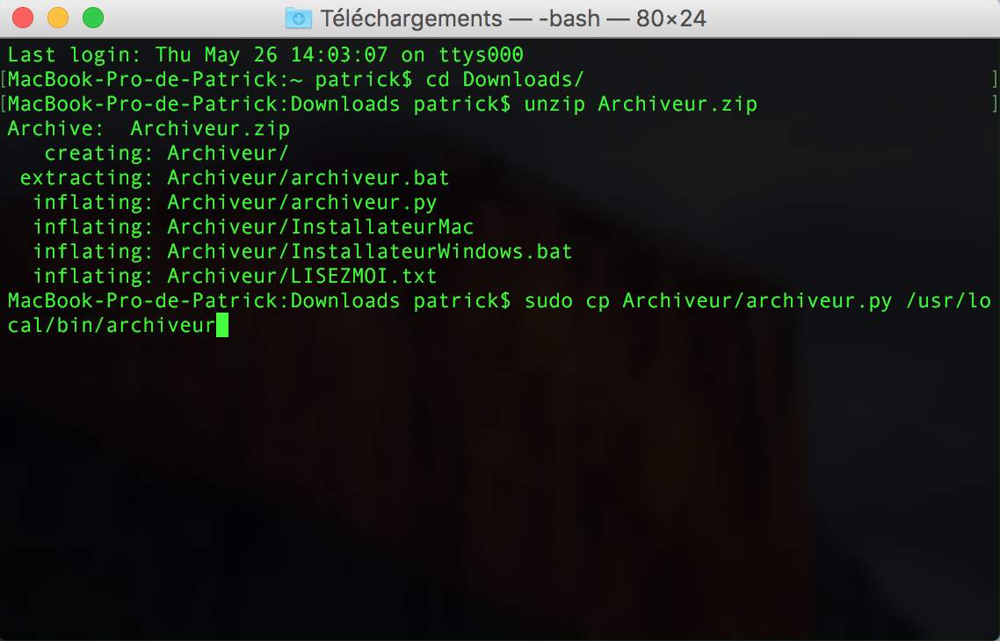 Téléchargements — -bash — 80×24
Last login: Thu May 26 14:03:07 on ttys000
[MacBook-Pro-de-Patrick:~ patrick$ cd Downloads/ ]
[MacBook-Pro-de-Patrick:Downloads patrick$ unzip Archiveur.zip ]
Archive:  Archiveur.zip
   creating: Archiveur/
 extracting: Archiveur/archiveur.bat
  inflating: Archiveur/archiveur.py
  inflating: Archiveur/InstallateurMac
  inflating: Archiveur/InstallateurWindows.bat
  inflating: Archiveur/LISEZMOI.txt
MacBook-Pro-de-Patrick:Downloads patrick$ sudo cp Archiveur/archiveur.py /usr/lo
cal/bin/archiveur